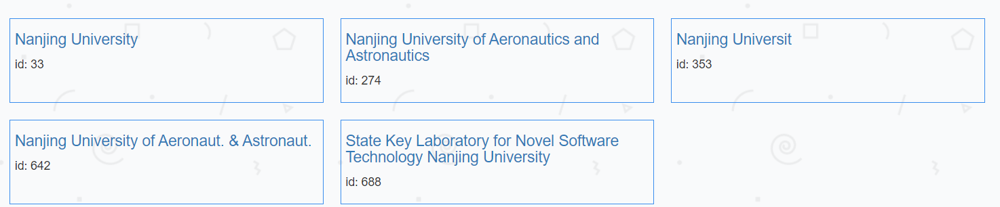 Nanjing University
id: 33
Nanjing University of Aeronautics and
Astronautics
id: 274
Nanjing Universit
id: 353
Nanjing University of Aeronaut. & Astronaut.
id: 642
State Key Laboratory for Novel Software
Technology Nanjing University
id: 688